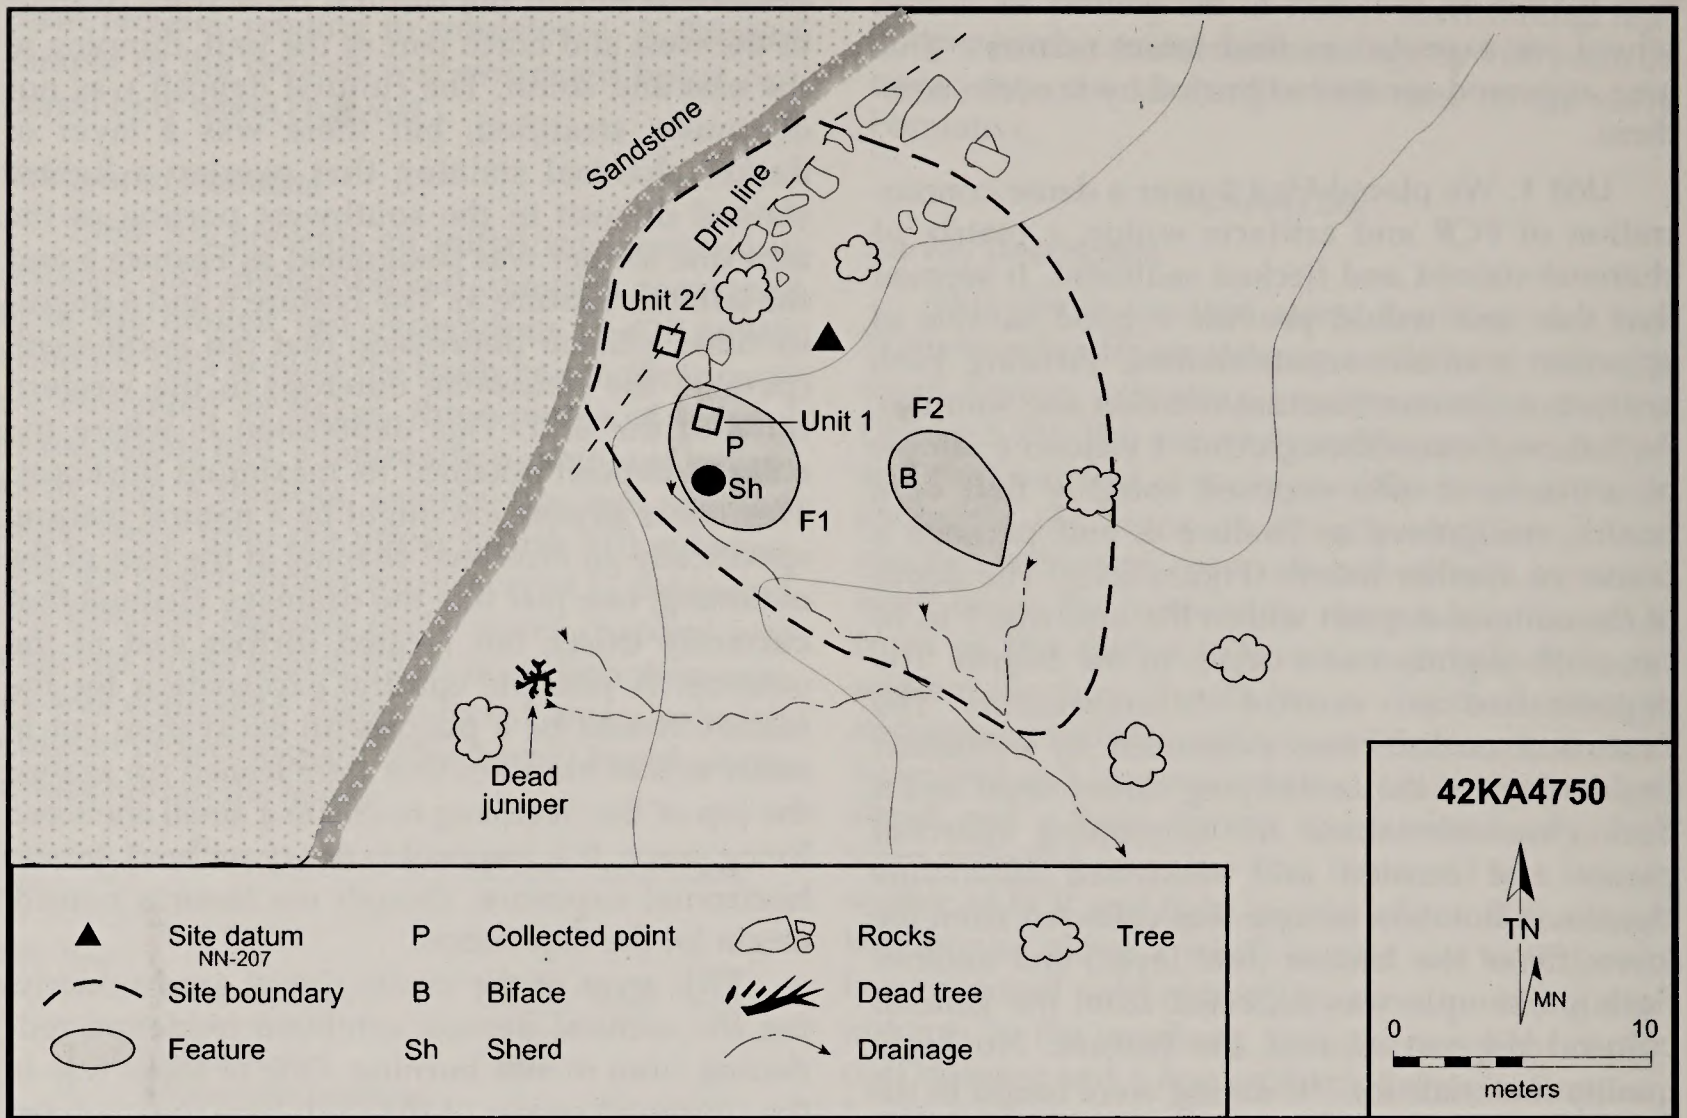 Sandstone
Drip line
Unit 2
Unit 1
P
Sh
F1
F2
B
Dead
juniper
42KA4750
TN
MN
0 10
meters
Site datum
NN-207
Site boundary
Feature
P Collected point
B Biface
Sh Sherd
Rocks
Dead tree
Drainage
Tree